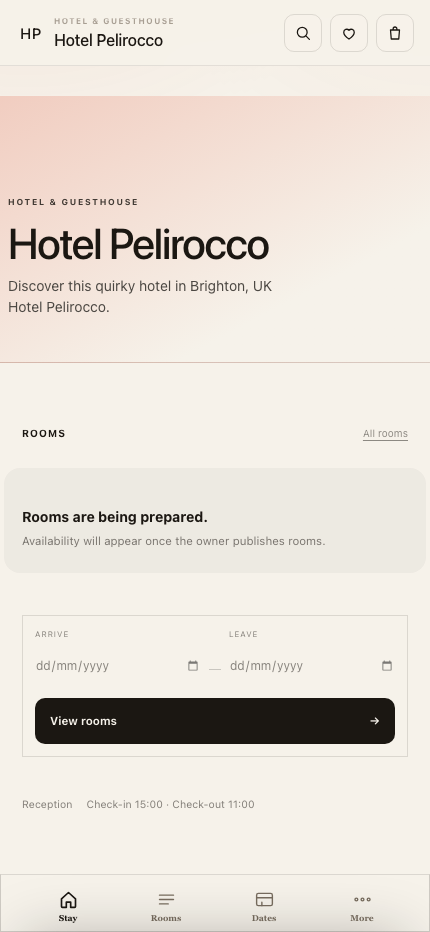 HP
HOTEL & GUESTHOUSE
Hotel Pelirocco
HOTEL & GUESTHOUSE
Hotel Pelirocco
Discover this quirky hotel in Brighton, UK
Hotel Pelirocco.
ROOMS
All rooms
Rooms are being prepared.
Availability will appear once the owner publishes rooms.
ARRIVE
LEAVE
dd/mm/yyyy
—
dd/mm/yyyy
View rooms →
Reception
Check-in 15:00 · Check-out 11:00
Stay
Rooms
Dates
More